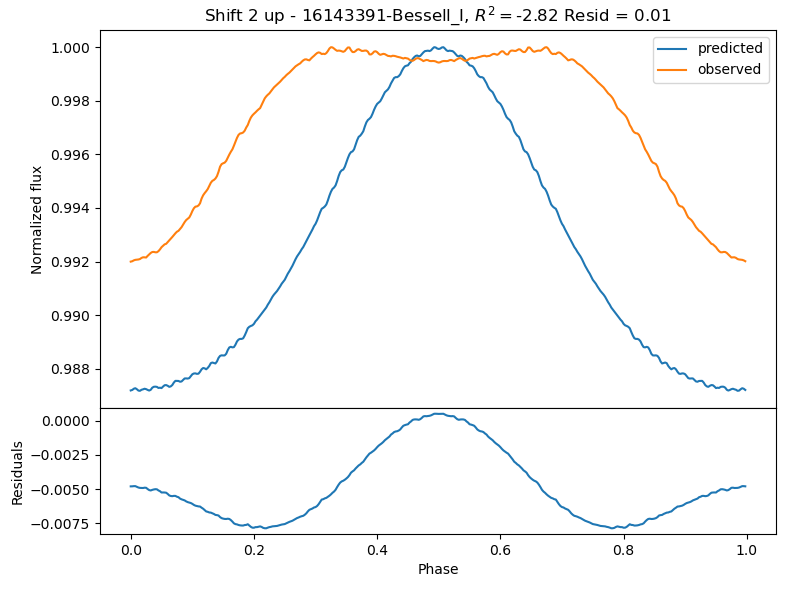 Shift 2 up - 16143391-Bessell_I, $R^2 = $-2.82 Resid = 0.01
predicted
observed
Normalized flux
1.000
0.998
0.996
0.994
0.992
0.990
0.988
Residuals
0.0000
−0.0025
−0.0050
−0.0075
0.0 0.2 0.4 0.6 0.8 1.0
Phase